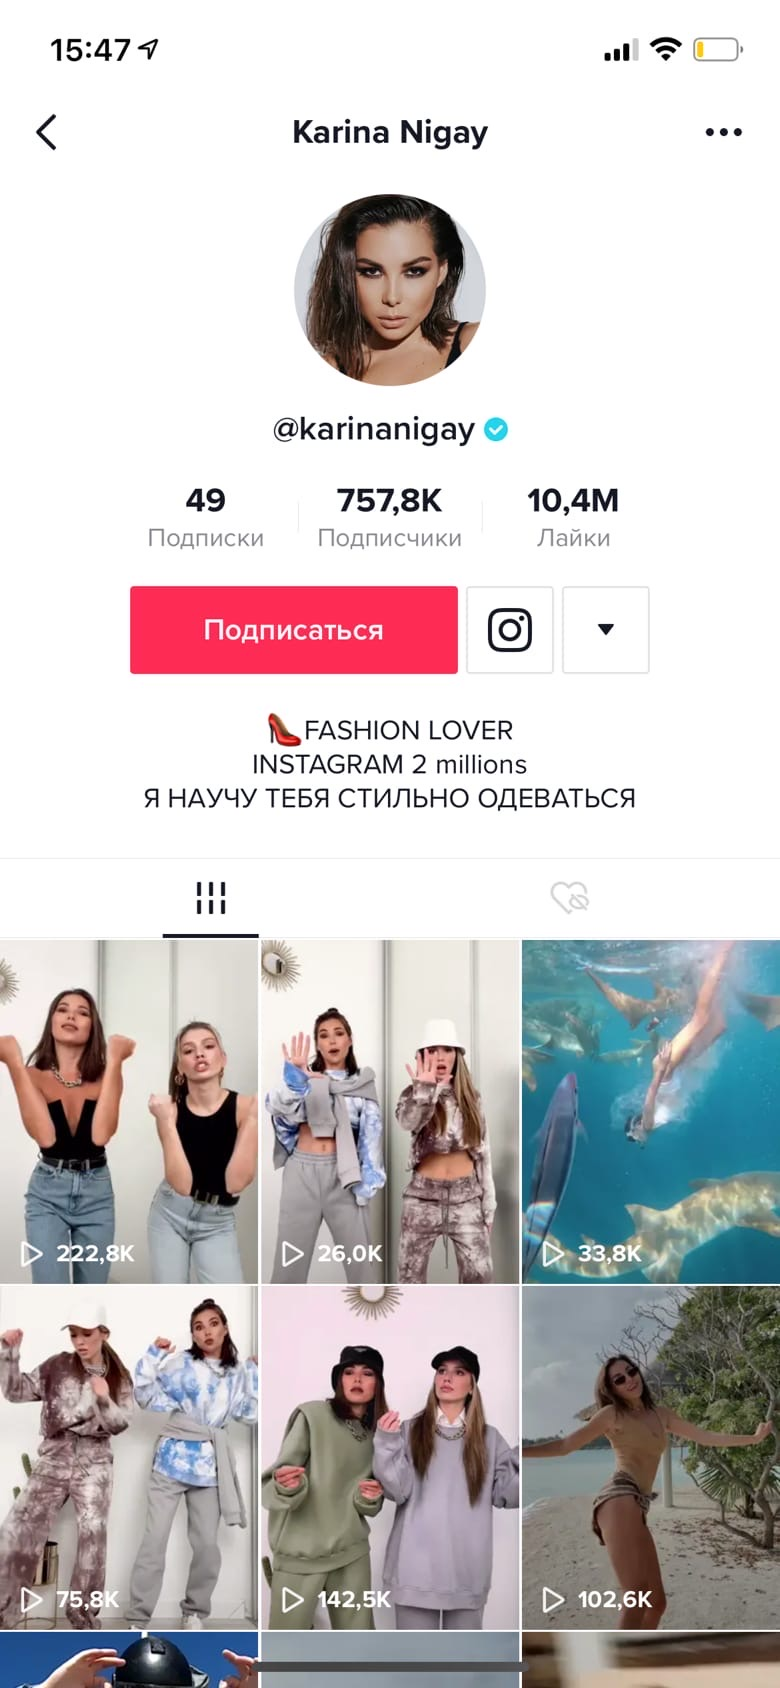 15:47
Karina Nigay
@karinanigay
49 757,8K 10,4M
Подписки Подписчики Лайки
Подписаться
FASHION LOVER
INSTAGRAM 2 millions
Я НАУЧУ ТЕБЯ СТИЛЬНО ОДЕВАТЬСЯ
222,8K 26,0K 33,8K
75,8K 142,5K 102,6K